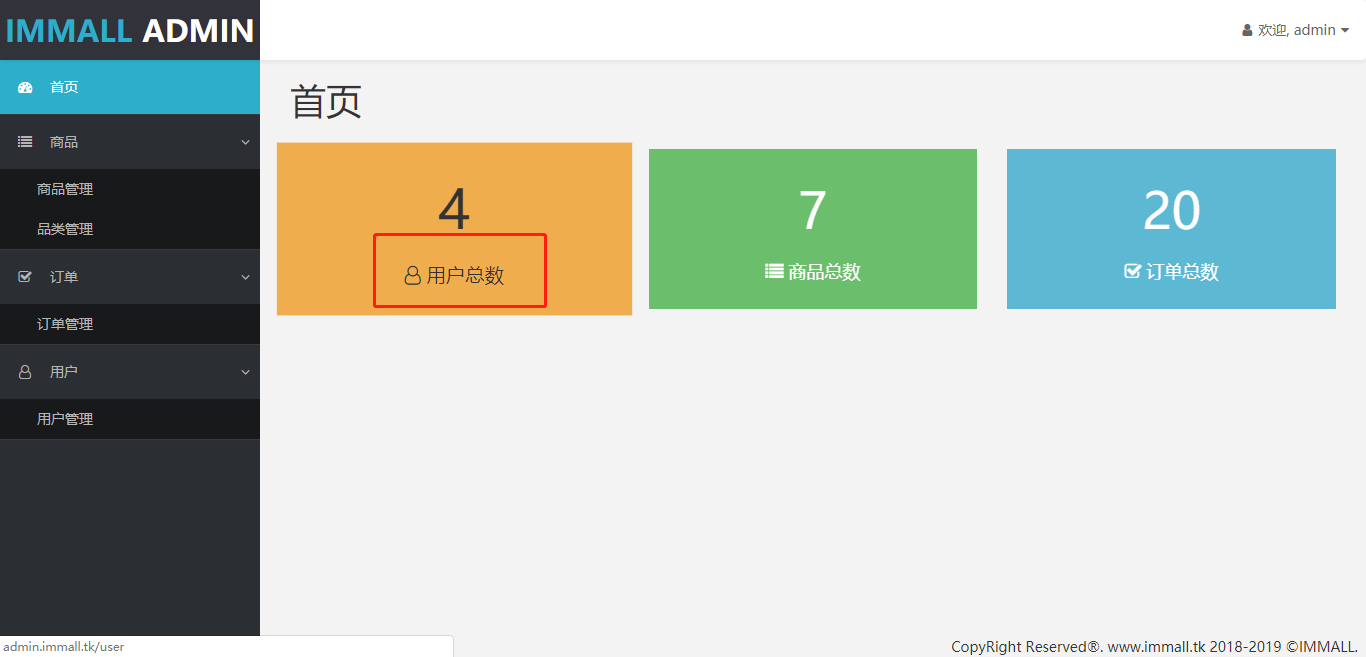 IMMALL ADMIN
欢迎, admin
首页
商品
商品管理
品类管理
订单
订单管理
用户
用户管理
首页
4
用户总数
7
商品总数
20
订单总数
admin.immall.tk/user
CopyRight Reserved®. www.immall.tk 2018-2019 ©IMMALL.